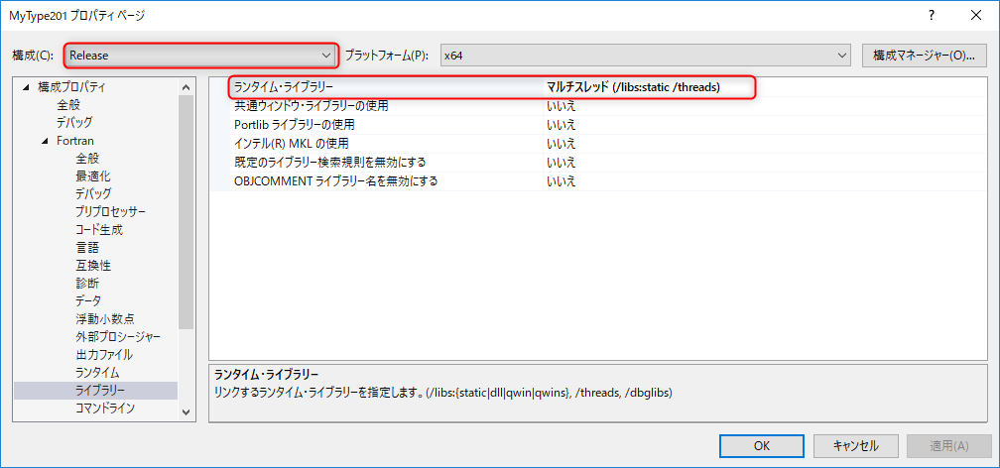 MyType201 プロパティ ページ
構成(C): Release プラットフォーム(P): x64 構成マネージャー(O)...
構成プロパティ
全般
デバッグ
Fortran
全般
最適化
デバッグ
プリプロセッサー
コード生成
言語
互換性
診断
データ
浮動小数点
外部プロシージャー
出力ファイル
ランタイム
ライブラリー
コマンドライン
ランタイム・ライブラリー マルチスレッド (/libs:static /threads)
共通ウィンドウ・ライブラリーの使用 いいえ
Portlib ライブラリーの使用 いいえ
インテル(R) MKL の使用 いいえ
既定のライブラリー検索規則を無効にする いいえ
OBJCOMMENT ライブラリー名を無効にする いいえ
ランタイム・ライブラリー
リンクするランタイム・ライブラリーを指定します。(/libs:{static|dll|qwin|qwins}, /threads, /dbglibs)
OK キャンセル 適用(A)